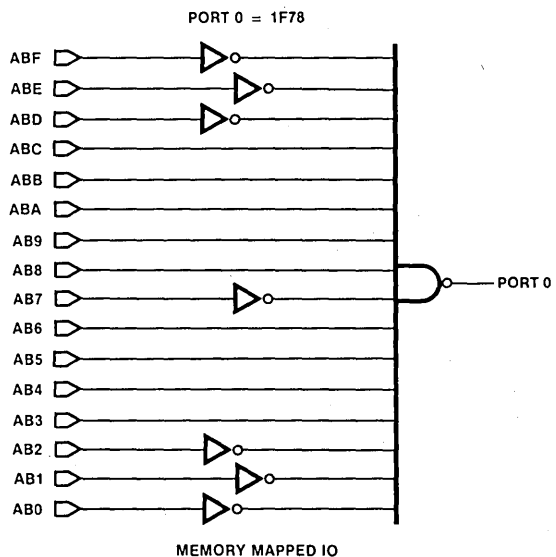 PORT 0 = 1F78
ABF
ABE
ABD
ABC
ABB
ABA
AB9
AB8
PORT 0
AB7
AB6
AB5
AB4
AB3
AB2
AB1
AB0
MEMORY MAPPED IO